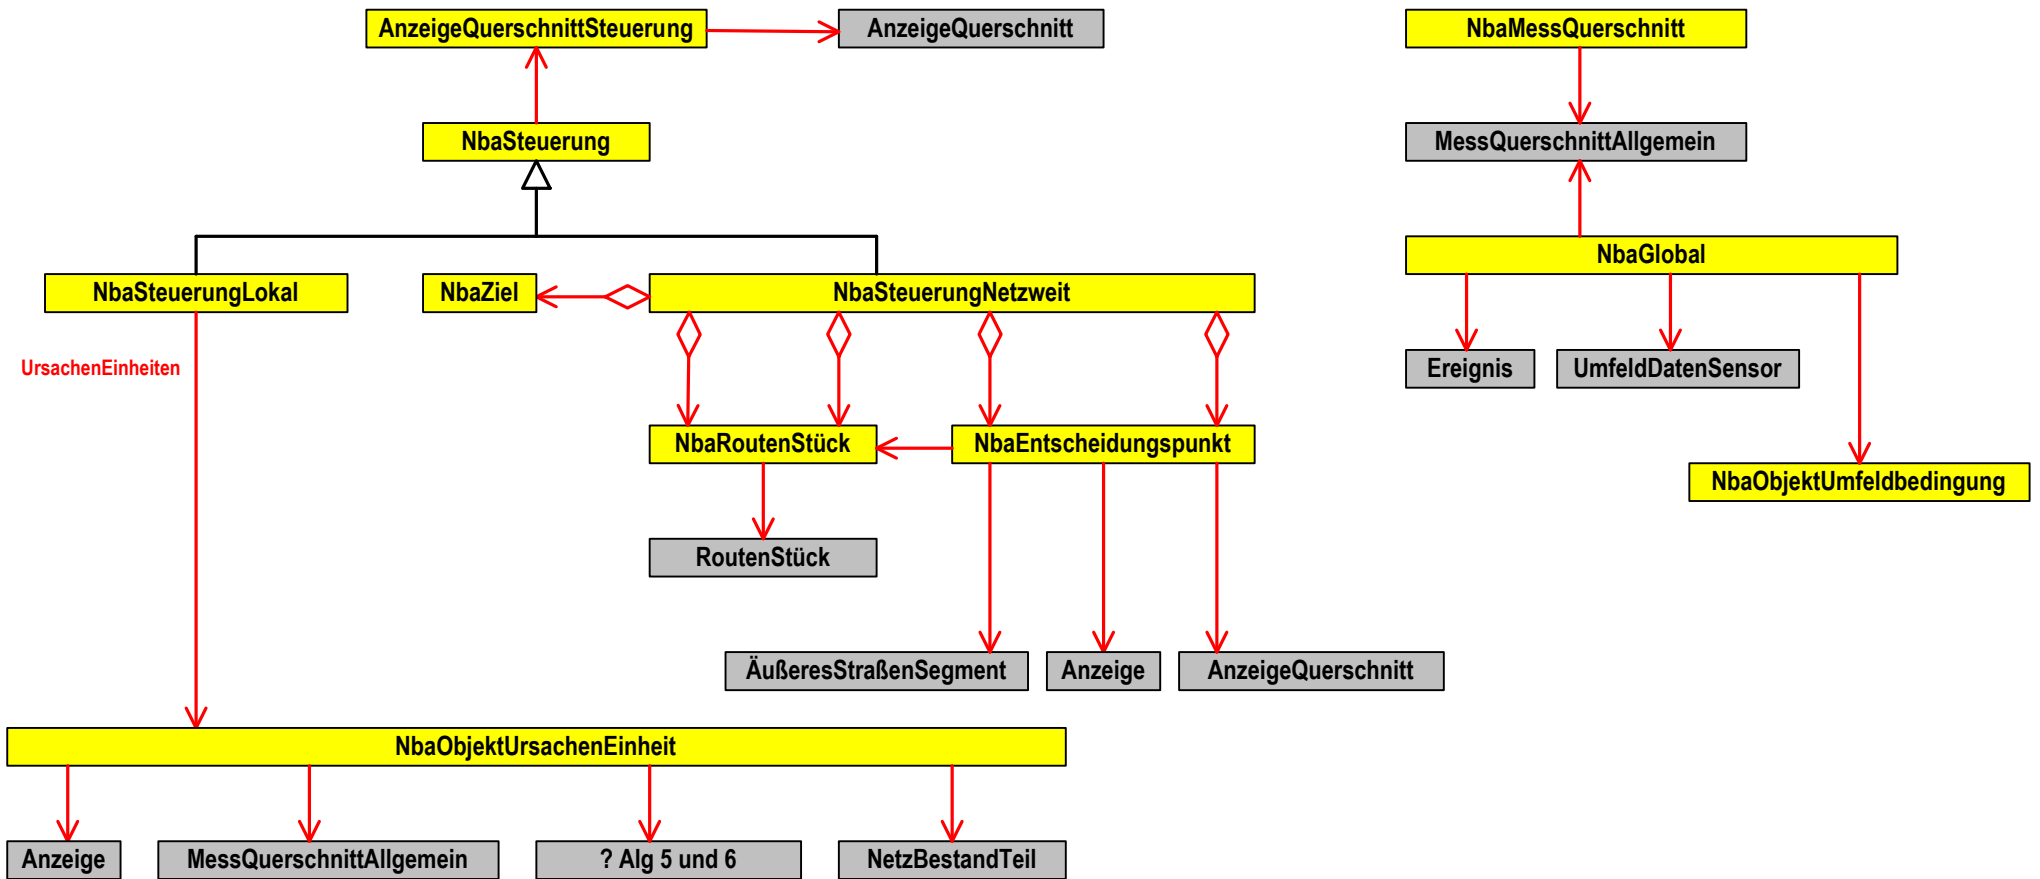 AnzeigeQuerschnittSteuerung
AnzeigeQuerschnitt
NbaMessQuerschnitt
NbaSteuerung
MessQuerschnittAllgemein
NbaGlobal
NbaSteuerungLokal
NbaZiel
NbaSteuerungNetzweit
UrsachenEinheiten
Ereignis
UmfeldDatenSensor
NbaRoutenStück
NbaEntscheidungspunkt
NbaObjektUmfeldbedingung
RoutenStück
ÄußeresStraßenSegment
Anzeige
AnzeigeQuerschnitt
NbaObjektUrsachenEinheit
Anzeige
MessQuerschnittAllgemein
? Alg 5 und 6
NetzBestandTeil